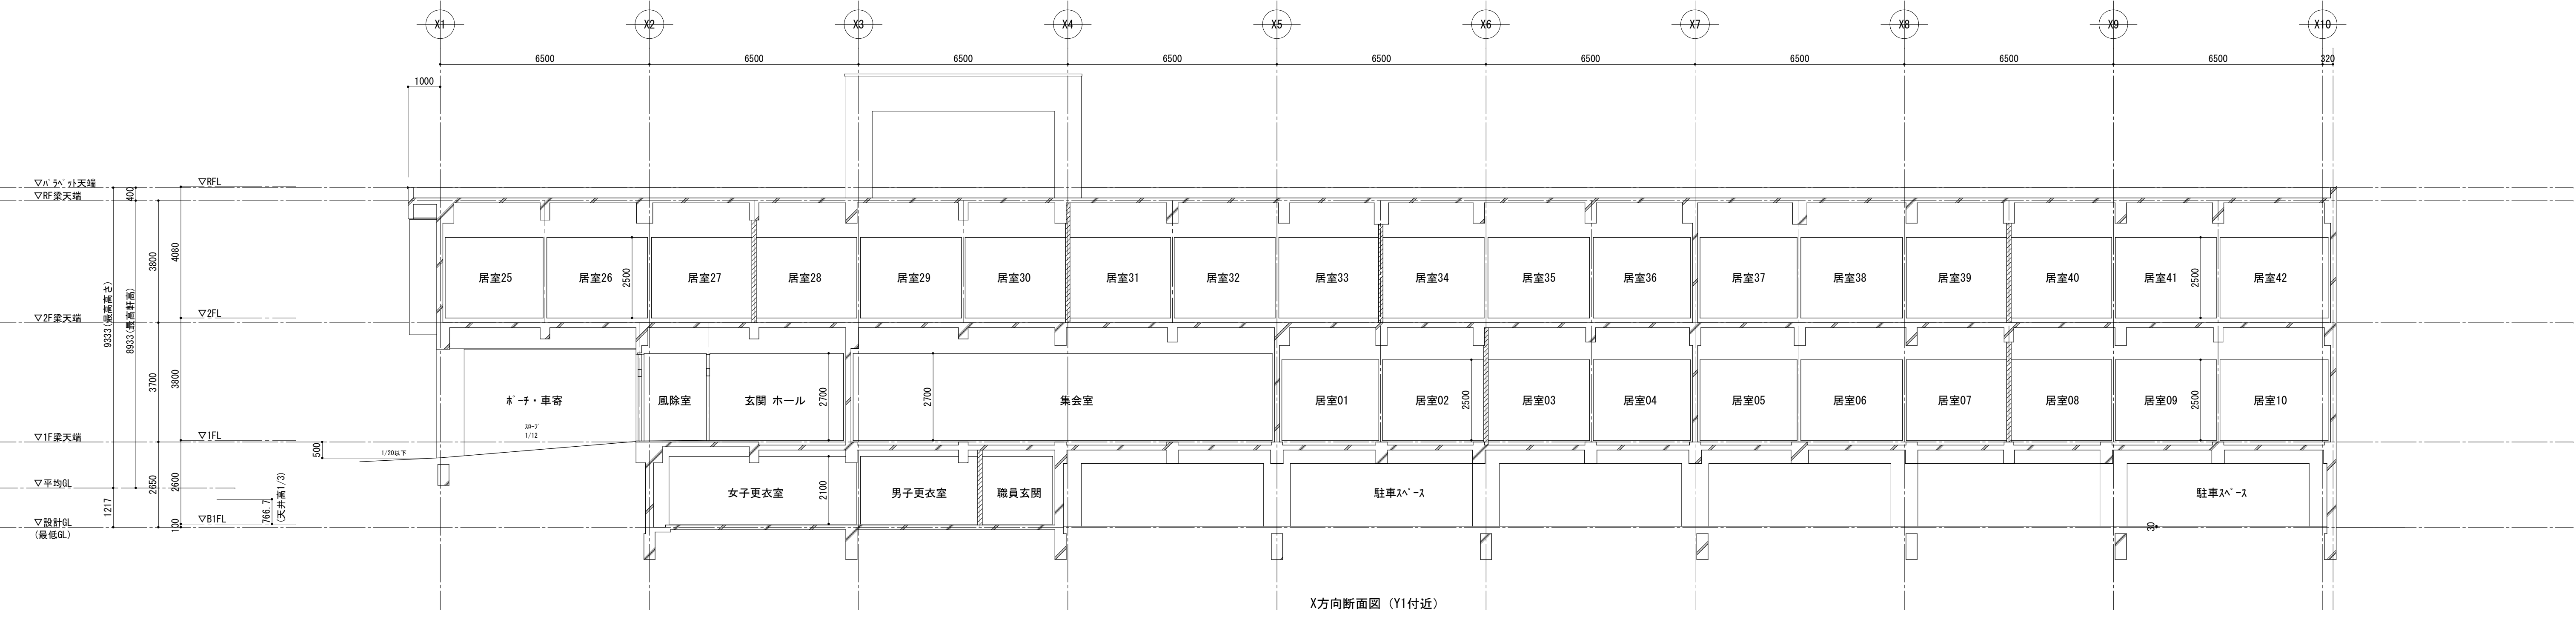 X1 X2 X3 X4 X5 X6 X7 X8 X9 X10
6500 6500 6500 6500 6500 6500 6500 6500 6500 320
1000
▽ﾊﾟﾗﾍﾟｯﾄ天端
▽RFL
▽RF梁天端
400
3800
4080
居室25 居室26 居室27 居室28 居室29 居室30 居室31 居室32 居室33 居室34 居室35 居室36 居室37 居室38 居室39 居室40 居室41 居室42
2500 2500
9333(最高高さ)
8933(最高軒高)
▽2FL
▽2F梁天端
3700
3800
ﾎﾟｰﾁ・車寄 風除室 玄関 ホール 集会室 居室01 居室02 居室03 居室04 居室05 居室06 居室07 居室08 居室09 居室10
2700 2700 2500 2500
ｽﾛｰﾌﾟ
1/12
▽1FL
▽1F梁天端
500
1/20以下
▽平均GL
2650
2600
1217
766.7
(天井高1/3)
女子更衣室 2100 男子更衣室 職員玄関 駐車ｽﾍﾟｰｽ 駐車ｽﾍﾟｰｽ
▽B1FL
▽設計GL
(最低GL)
100
30
X方向断面図（Y1付近）